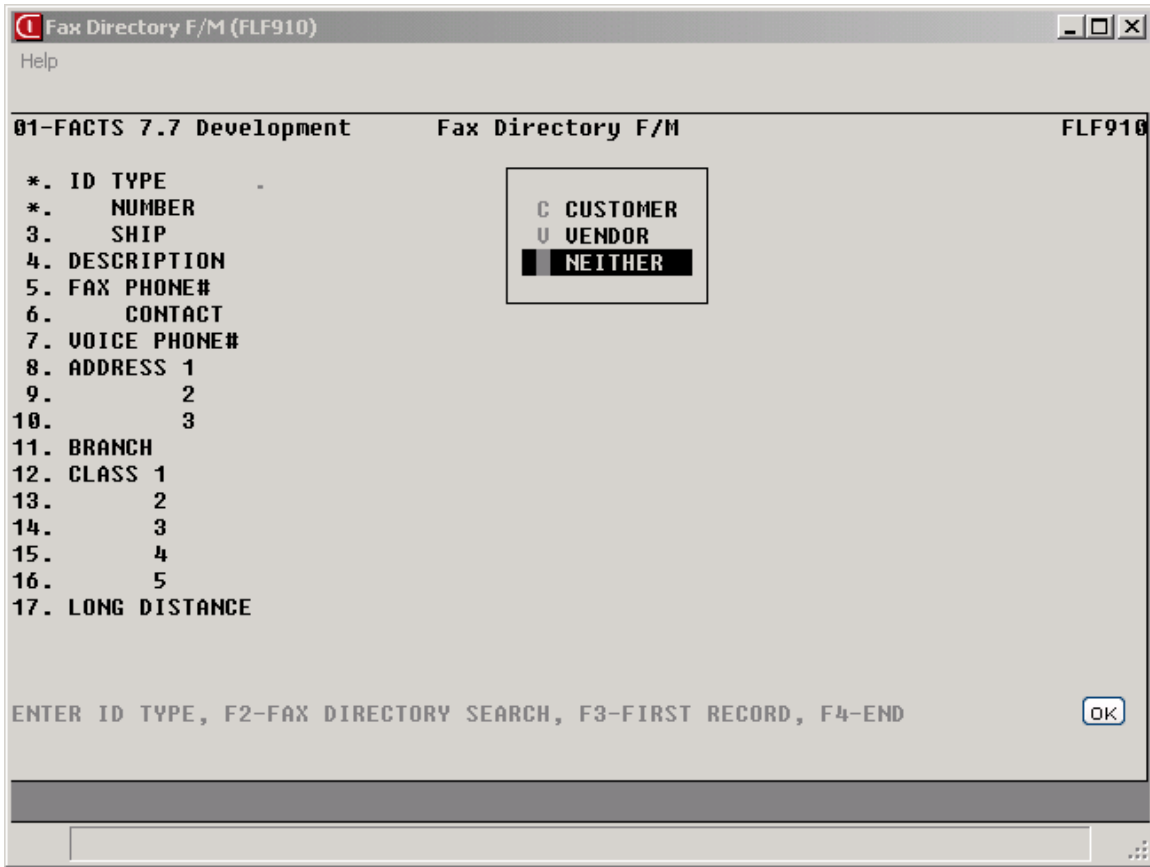 Fax Directory F/M (FLF910)
Help
01-FACTS 7.7 Development Fax Directory F/M FLF910
*. ID TYPE .
*. NUMBER
3. SHIP
4. DESCRIPTION
5. FAX PHONE#
6. CONTACT
7. VOICE PHONE#
8. ADDRESS 1
9. 2
10. 3
11. BRANCH
12. CLASS 1
13. 2
14. 3
15. 4
16. 5
17. LONG DISTANCE
C CUSTOMER
V VENDOR
NEITHER
ENTER ID TYPE, F2-FAX DIRECTORY SEARCH, F3-FIRST RECORD, F4-END
OK